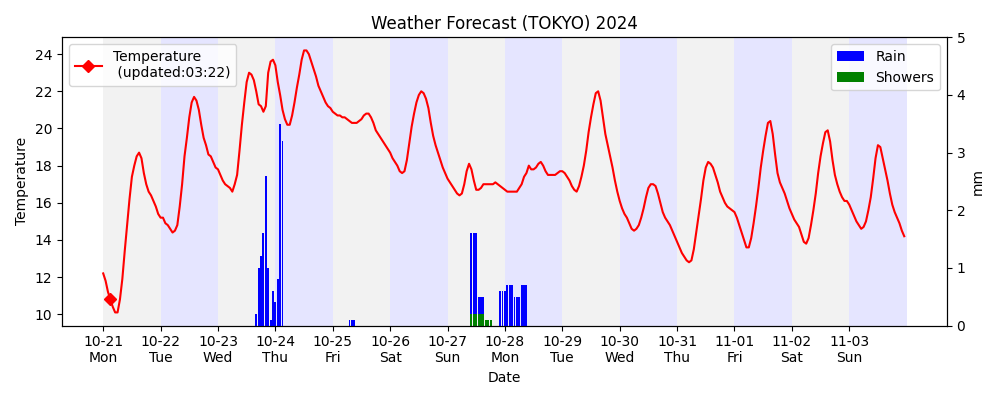 Weather Forecast (TOKYO) 2024
Temperature
(updated:03:22)
Rain
Showers
24
22
20
18
16
14
12
10
Temperature
5
4
3
2
1
0
mm
10-21 10-22 10-23 10-24 10-25 10-26 10-27 10-28 10-29 10-30 10-31 11-01 11-02 11-03
Mon Tue Wed Thu Fri Sat Sun Mon Tue Wed Thu Fri Sat Sun
Date